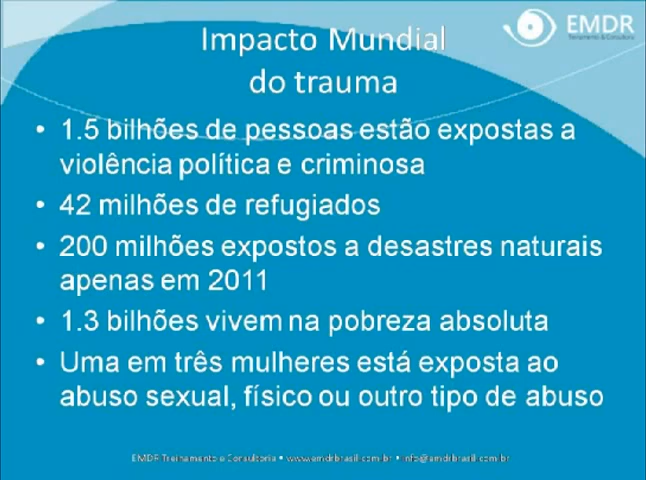 EMDR
Treinamento & Consultoria
Impacto Mundial
do trauma
• 1.5 bilhões de pessoas estão expostas a
violência política e criminosa
• 42 milhões de refugiados
• 200 milhões expostos a desastres naturais
apenas em 2011
• 1.3 bilhões vivem na pobreza absoluta
• Uma em três mulheres está exposta ao
abuso sexual, físico ou outro tipo de abuso
EMDR Treinamento e Consultoria • www.emdrbrasil.com.br • info@emdrbrasil.com.br